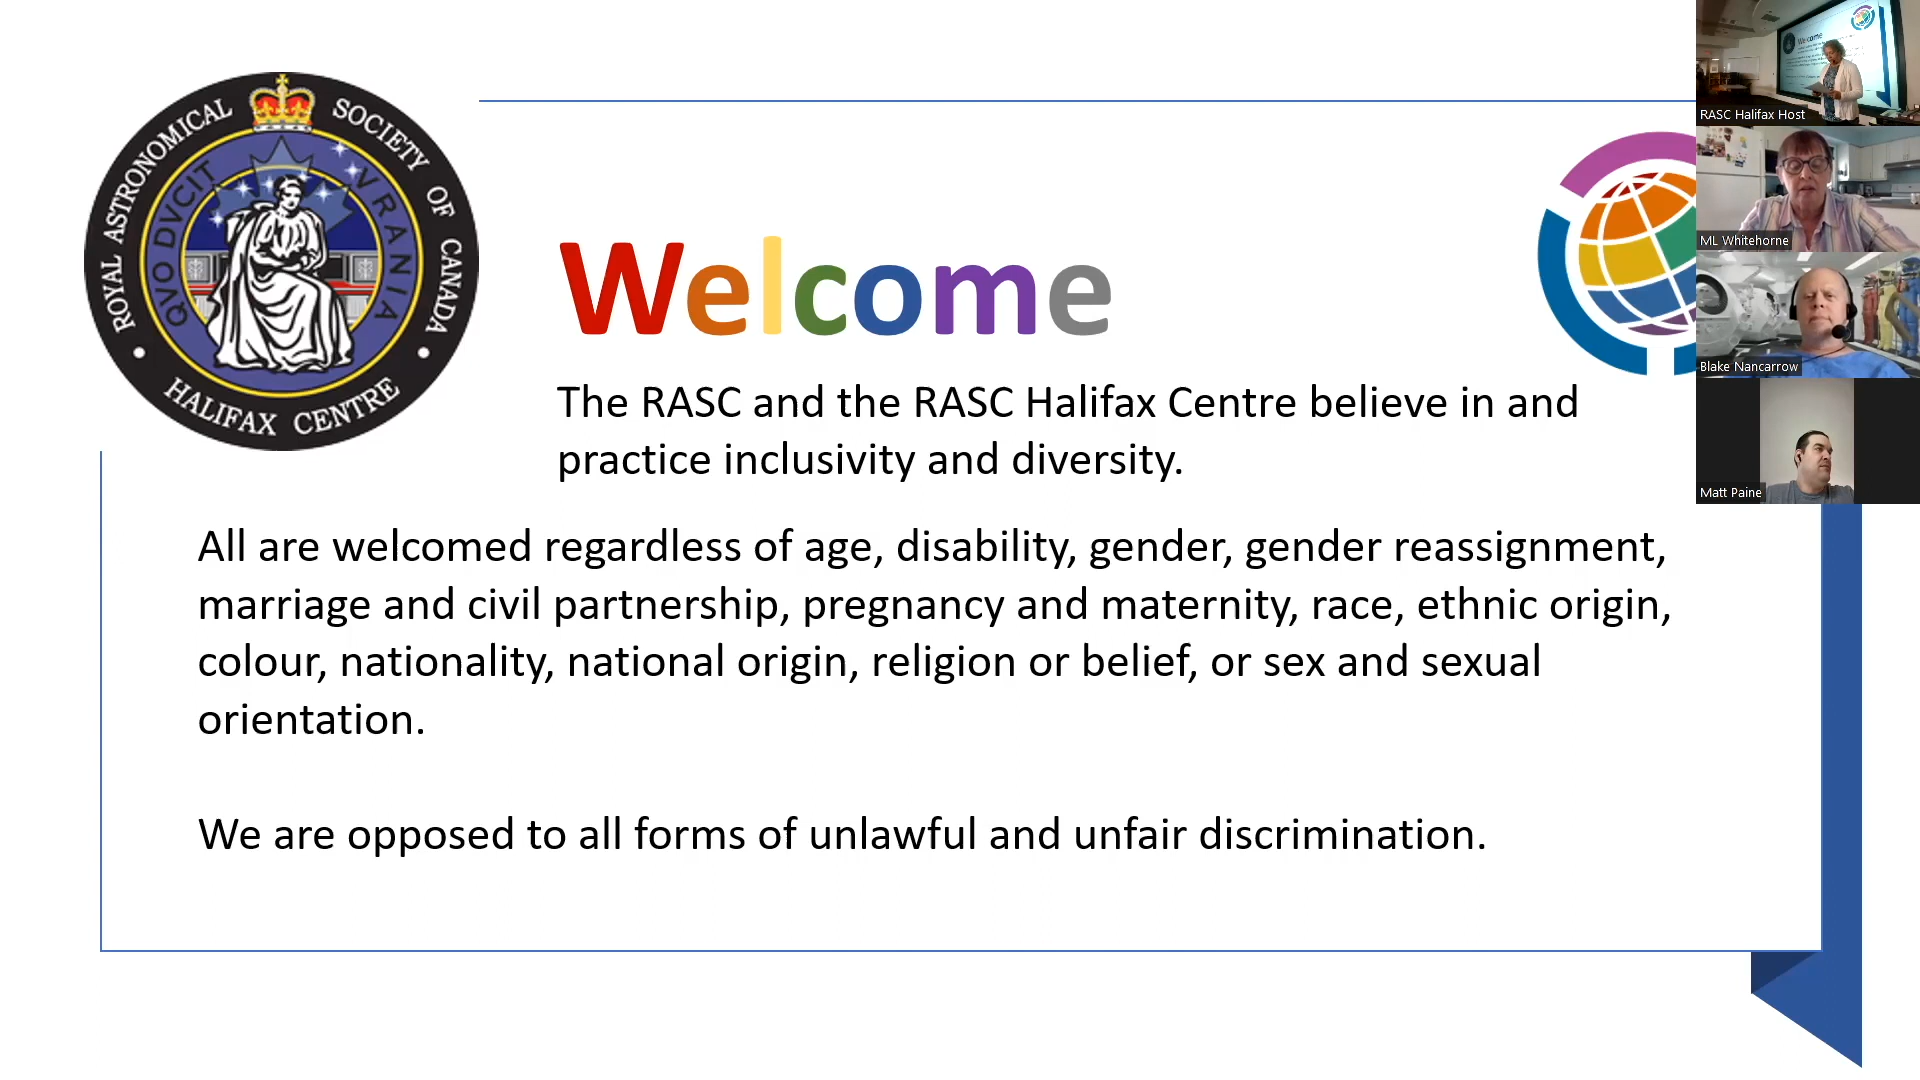 ROYAL ASTRONOMICAL SOCIETY OF CANADA
QVO DVCIT VRANIA
HALIFAX CENTRE
Welcome
The RASC and the RASC Halifax Centre believe in and
practice inclusivity and diversity.
All are welcomed regardless of age, disability, gender, gender reassignment,
marriage and civil partnership, pregnancy and maternity, race, ethnic origin,
colour, nationality, national origin, religion or belief, or sex and sexual
orientation.
We are opposed to all forms of unlawful and unfair discrimination.
Welcome
RASC Halifax Host
ML Whitehorne
Blake Nancarrow
Matt Paine